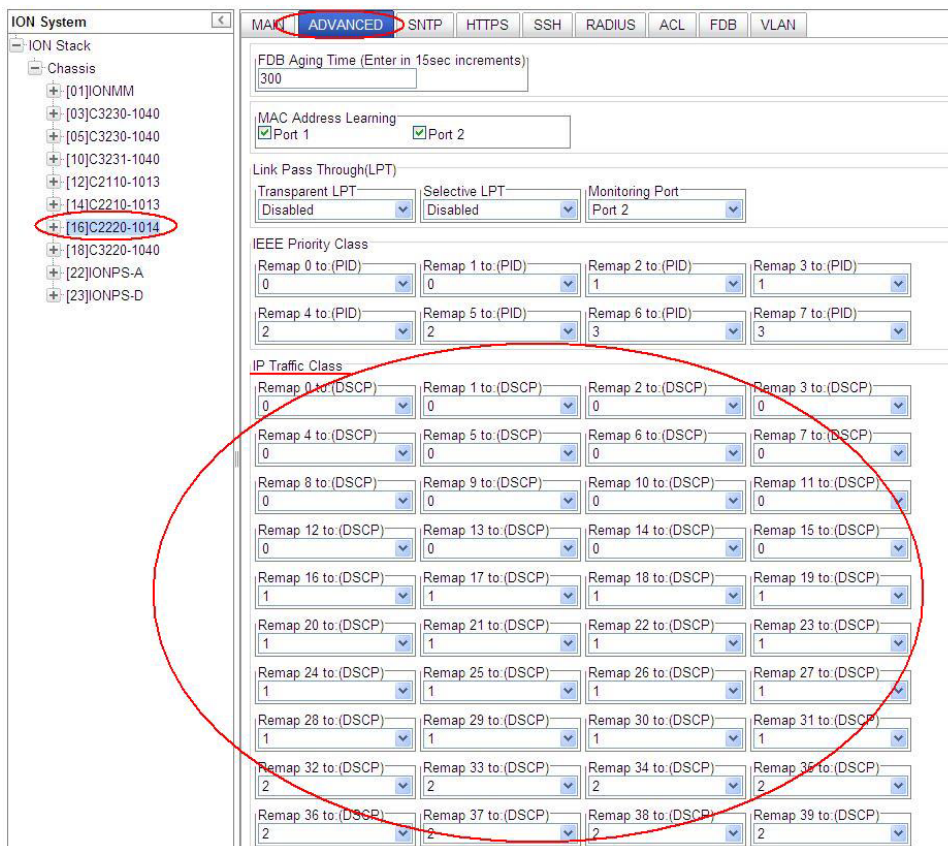 ION System
<
ION Stack
Chassis
[01]IONMM
[03]C3230-1040
[05]C3230-1040
[10]C3231-1040
[12]C2110-1013
[14]C2210-1013
[16]C2220-1014
[18]C3220-1040
[22]IONPS-A
[23]IONPS-D
MAIN ADVANCED SNTP HTTPS SSH RADIUS ACL FDB VLAN
FDB Aging Time (Enter in 15sec increments)
300
MAC Address Learning
Port 1 Port 2
Link Pass Through(LPT)
Transparent LPT Selective LPT Monitoring Port
Disabled Disabled Port 2
IEEE Priority Class
Remap 0 to:(PID) Remap 1 to:(PID) Remap 2 to:(PID) Remap 3 to:(PID)
0 0 1 1
Remap 4 to:(PID) Remap 5 to:(PID) Remap 6 to:(PID) Remap 7 to:(PID)
2 2 3 3
IP Traffic Class
Remap 0 to:(DSCP) Remap 1 to:(DSCP) Remap 2 to:(DSCP) Remap 3 to:(DSCP)
0 0 0 0
Remap 4 to:(DSCP) Remap 5 to:(DSCP) Remap 6 to:(DSCP) Remap 7 to:(DSCP)
0 0 0 0
Remap 8 to:(DSCP) Remap 9 to:(DSCP) Remap 10 to:(DSCP) Remap 11 to:(DSCP)
0 0 0 0
Remap 12 to:(DSCP) Remap 13 to:(DSCP) Remap 14 to:(DSCP) Remap 15 to:(DSCP)
0 0 0 0
Remap 16 to:(DSCP) Remap 17 to:(DSCP) Remap 18 to:(DSCP) Remap 19 to:(DSCP)
1 1 1 1
Remap 20 to:(DSCP) Remap 21 to:(DSCP) Remap 22 to:(DSCP) Remap 23 to:(DSCP)
1 1 1 1
Remap 24 to:(DSCP) Remap 25 to:(DSCP) Remap 26 to:(DSCP) Remap 27 to:(DSCP)
1 1 1 1
Remap 28 to:(DSCP) Remap 29 to:(DSCP) Remap 30 to:(DSCP) Remap 31 to:(DSCP)
1 1 1 1
Remap 32 to:(DSCP) Remap 33 to:(DSCP) Remap 34 to:(DSCP) Remap 35 to:(DSCP)
2 2 2 2
Remap 36 to:(DSCP) Remap 37 to:(DSCP) Remap 38 to:(DSCP) Remap 39 to:(DSCP)
2 2 2 2